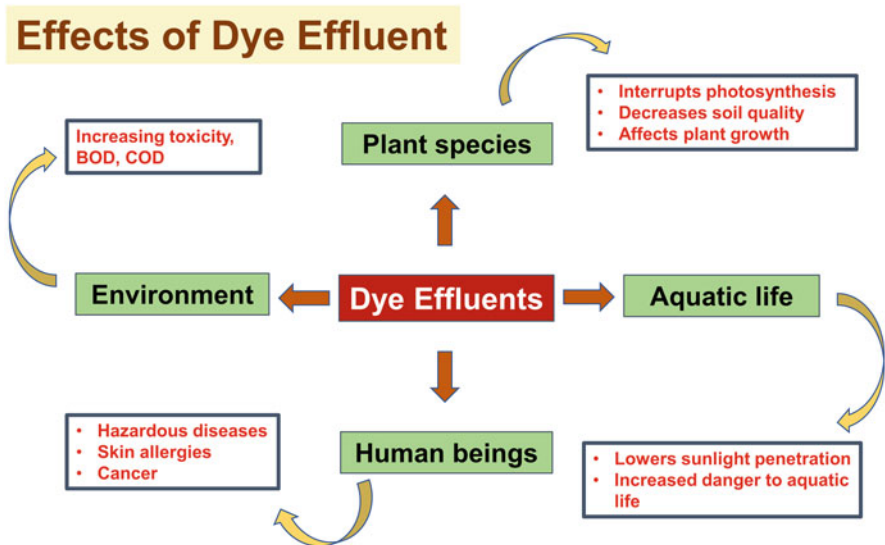 Effects of Dye Effluent
• Interrupts photosynthesis
• Decreases soil quality
• Affects plant growth
Increasing toxicity,
BOD, COD
Plant species
Environment
Dye Effluents
Aquatic life
• Hazardous diseases
• Skin allergies
• Cancer
Human beings
• Lowers sunlight penetration
• Increased danger to aquatic
life